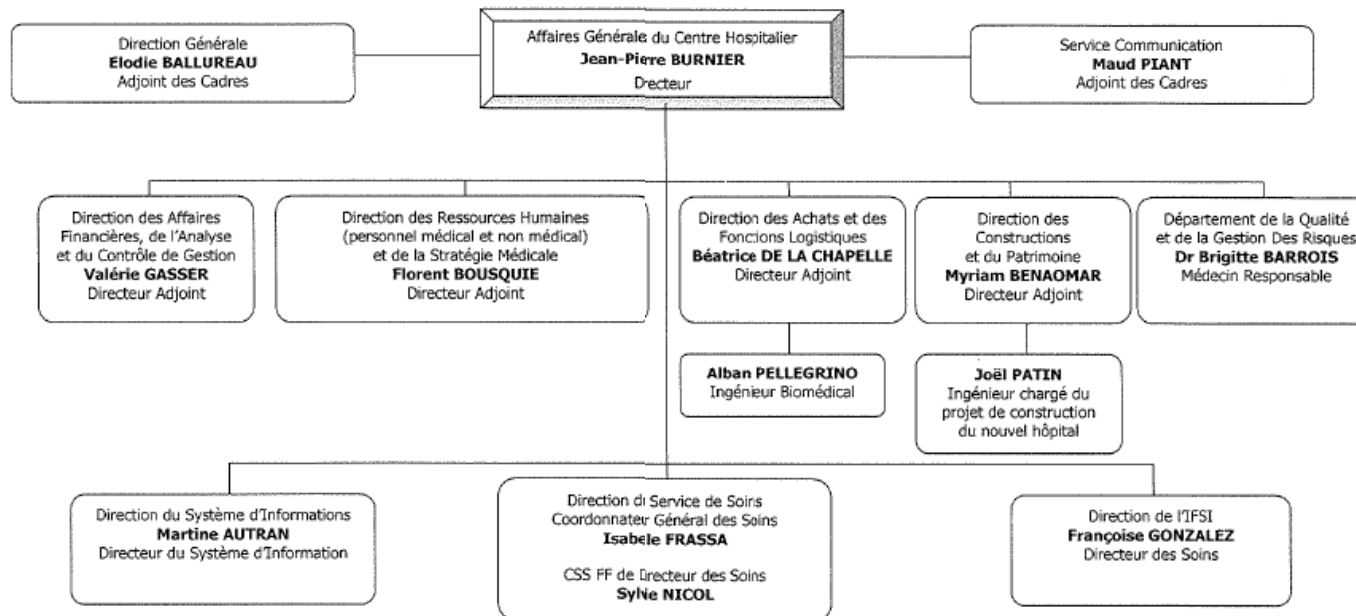 Direction Générale
Elodie BALLUREAU
Adjoint des Cadres
Affaires Générale du Centre Hospitalier
Jean-Pierre BURNIER
Directeur
Service Communication
Maud PIANT
Adjoint des Cadres
Direction des Affaires
Financières, de l'Analyse
et du Contrôle de Gestion
Valérie GASSER
Directeur Adjoint
Direction des Ressources Humaines
(personnel médical et non médical)
et de la Stratégie Médicale
Florent BOUSQUIE
Directeur Adjoint
Direction des Achats et des
Foncions Logistiques
Béatrice DE LA CHAPELLE
Directeur Adjoint
Direction des
Constructions
et du Patrimoine
Myriam BENAOMAR
Directeur Adjoint
Département de la Qualité
et de la Gestion Des Risques
Dr Brigitte BARROIS
Médecin Responsable
Alban PELLEGRINO
Ingénieur Biomédical
Joël PATIN
Ingénieur chargé du
projet de construction
du nouvel hôpital
Direction du Système d'Informations
Martine AUTRAN
Directeur du Système d'Information
Direction du Service de Soins
Coordonnateur Général des Soins
Isabelle FRASSA
CSS FF de Directeur des Soins
Sylvie NICOL
Direction de l'IFSI
Françoise GONZALEZ
Directeur des Soins